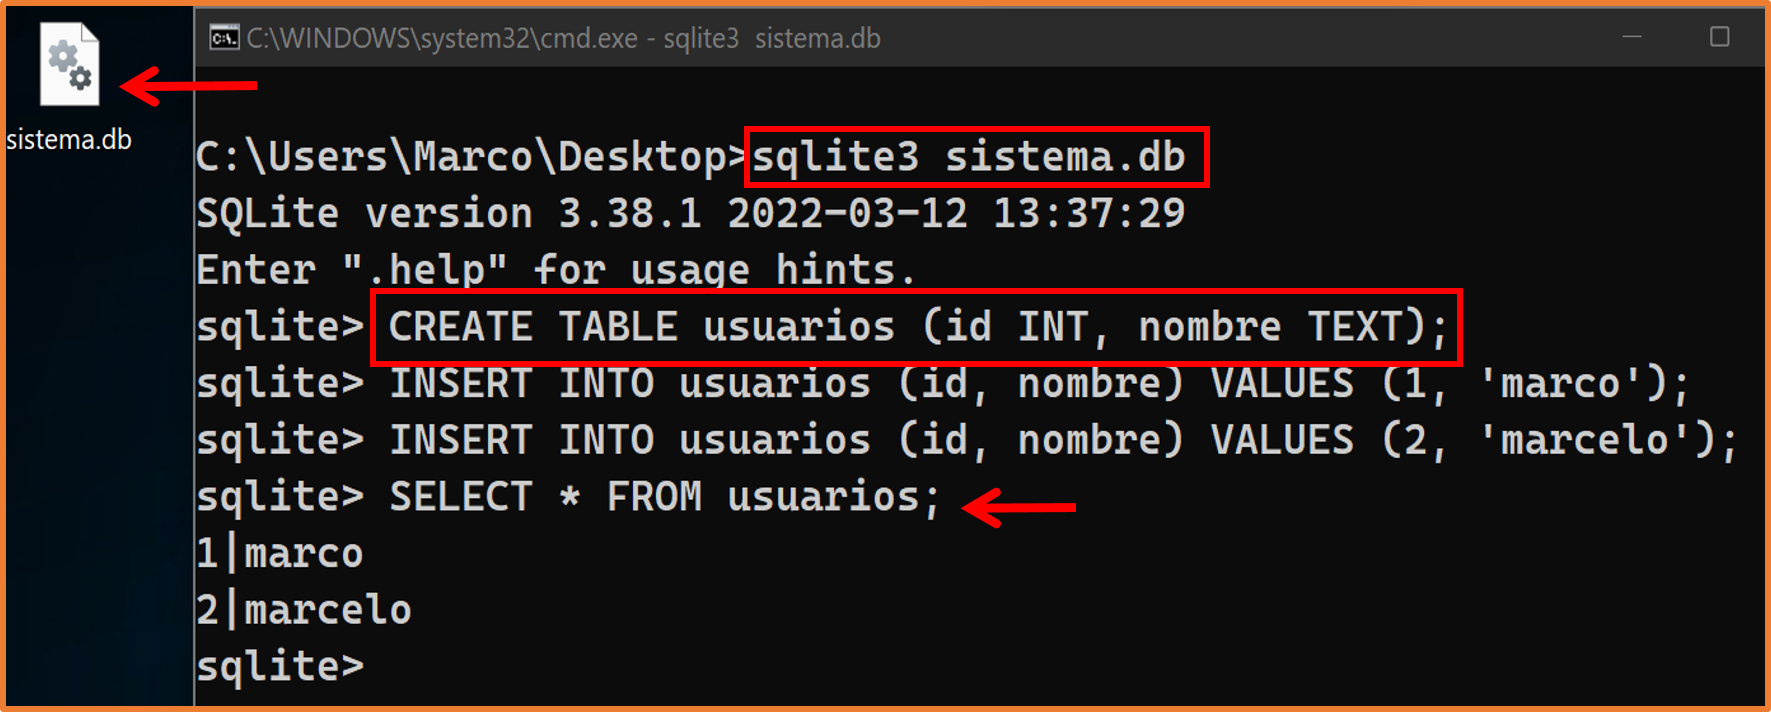 C:\WINDOWS\system32\cmd.exe - sqlite3  sistema.db
sistema.db
C:\Users\Marco\Desktop>sqlite3 sistema.db
SQLite version 3.38.1 2022-03-12 13:37:29
Enter ".help" for usage hints.
sqlite> CREATE TABLE usuarios (id INT, nombre TEXT);
sqlite> INSERT INTO usuarios (id, nombre) VALUES (1, 'marco');
sqlite> INSERT INTO usuarios (id, nombre) VALUES (2, 'marcelo');
sqlite> SELECT * FROM usuarios;
1|marco
2|marcelo
sqlite>